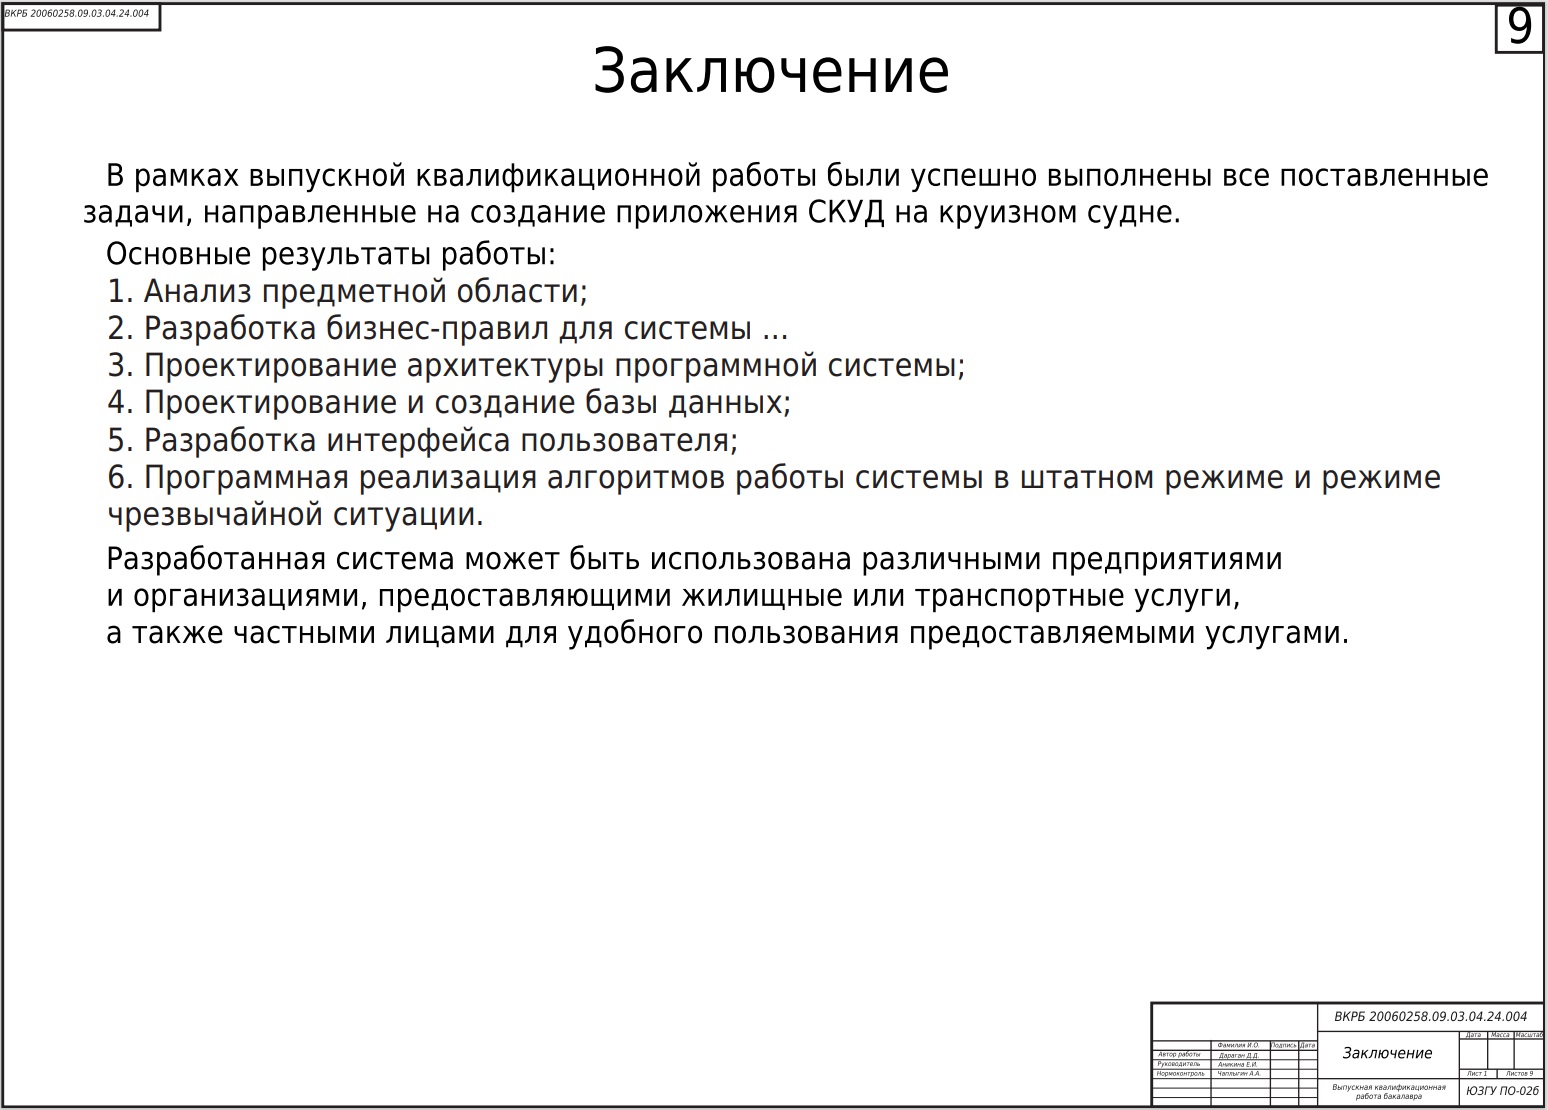 ВКРБ 20060258.09.03.04.24.004
9
Заключение
В рамках выпускной квалификационной работы были успешно выполнены все поставленные
задачи, направленные на создание приложения СКУД на круизном судне.
Основные результаты работы:
1. Анализ предметной области;
2. Разработка бизнес-правил для системы ...
3. Проектирование архитектуры программной системы;
4. Проектирование и создание базы данных;
5. Разработка интерфейса пользователя;
6. Программная реализация алгоритмов работы системы в штатном режиме и режиме
чрезвычайной ситуации.
Разработанная система может быть использована различными предприятиями
и организациями, предоставляющими жилищные или транспортные услуги,
а также частными лицами для удобного пользования предоставляемыми услугами.
ВКРБ 20060258.09.03.04.24.004
Фамилия И.О. Подпись Дата
Автор работы Дараган Д.Д.
Руководитель Аникина Е.И.
Нормоконтроль Чаплыгин А.А.
Заключение
Дата Масса Масштаб
Лист 1 Листов 9
Выпускная квалификационная
работа бакалавра
ЮЗГУ ПО-02б